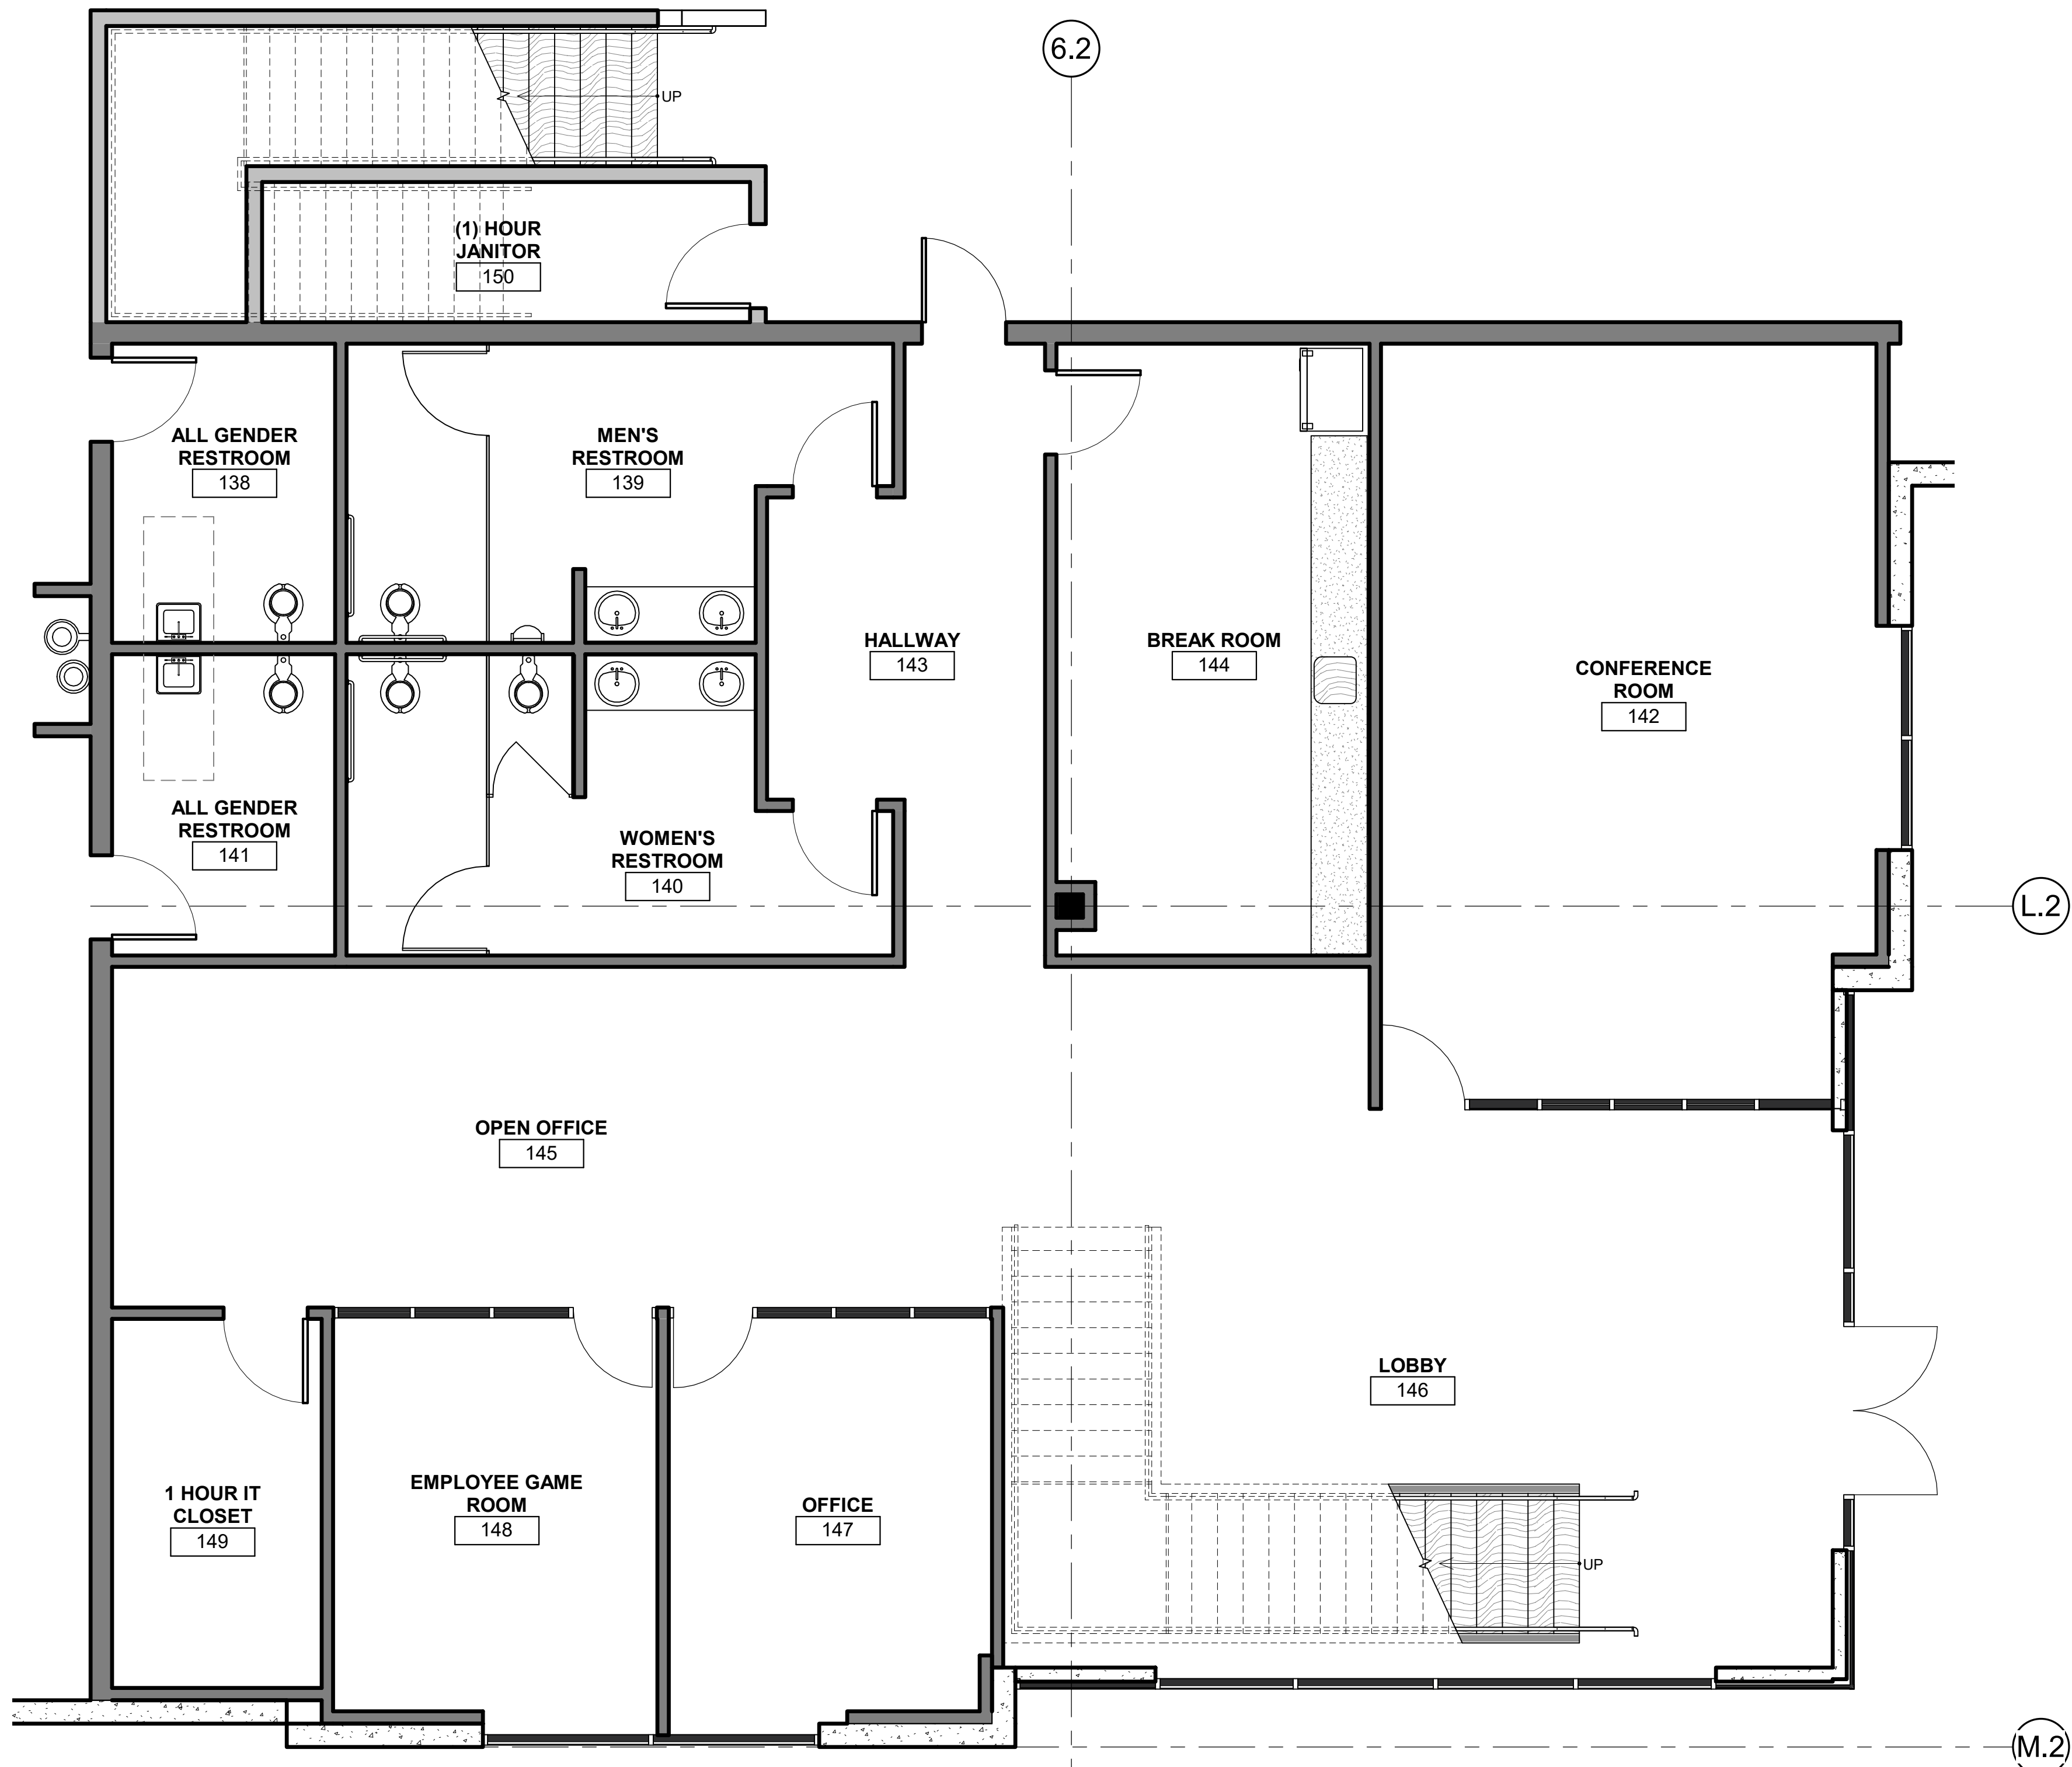 6.2
UP
(1) HOUR
JANITOR
150
ALL GENDER
RESTROOM
138
MEN'S
RESTROOM
139
HALLWAY
143
BREAK ROOM
144
CONFERENCE
ROOM
142
ALL GENDER
RESTROOM
141
WOMEN'S
RESTROOM
140
L.2
OPEN OFFICE
145
LOBBY
146
1 HOUR IT
CLOSET
149
EMPLOYEE GAME
ROOM
148
OFFICE
147
UP
M.2